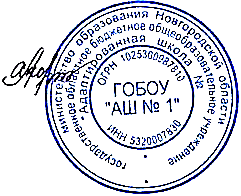 министерство образования Новгородской области
государственное областное бюджетное общеобразовательное учреждение
"Адаптированная школа №
ОГРН 1025300987810
ГОБОУ
"АШ № 1"
ИНН 5320007830